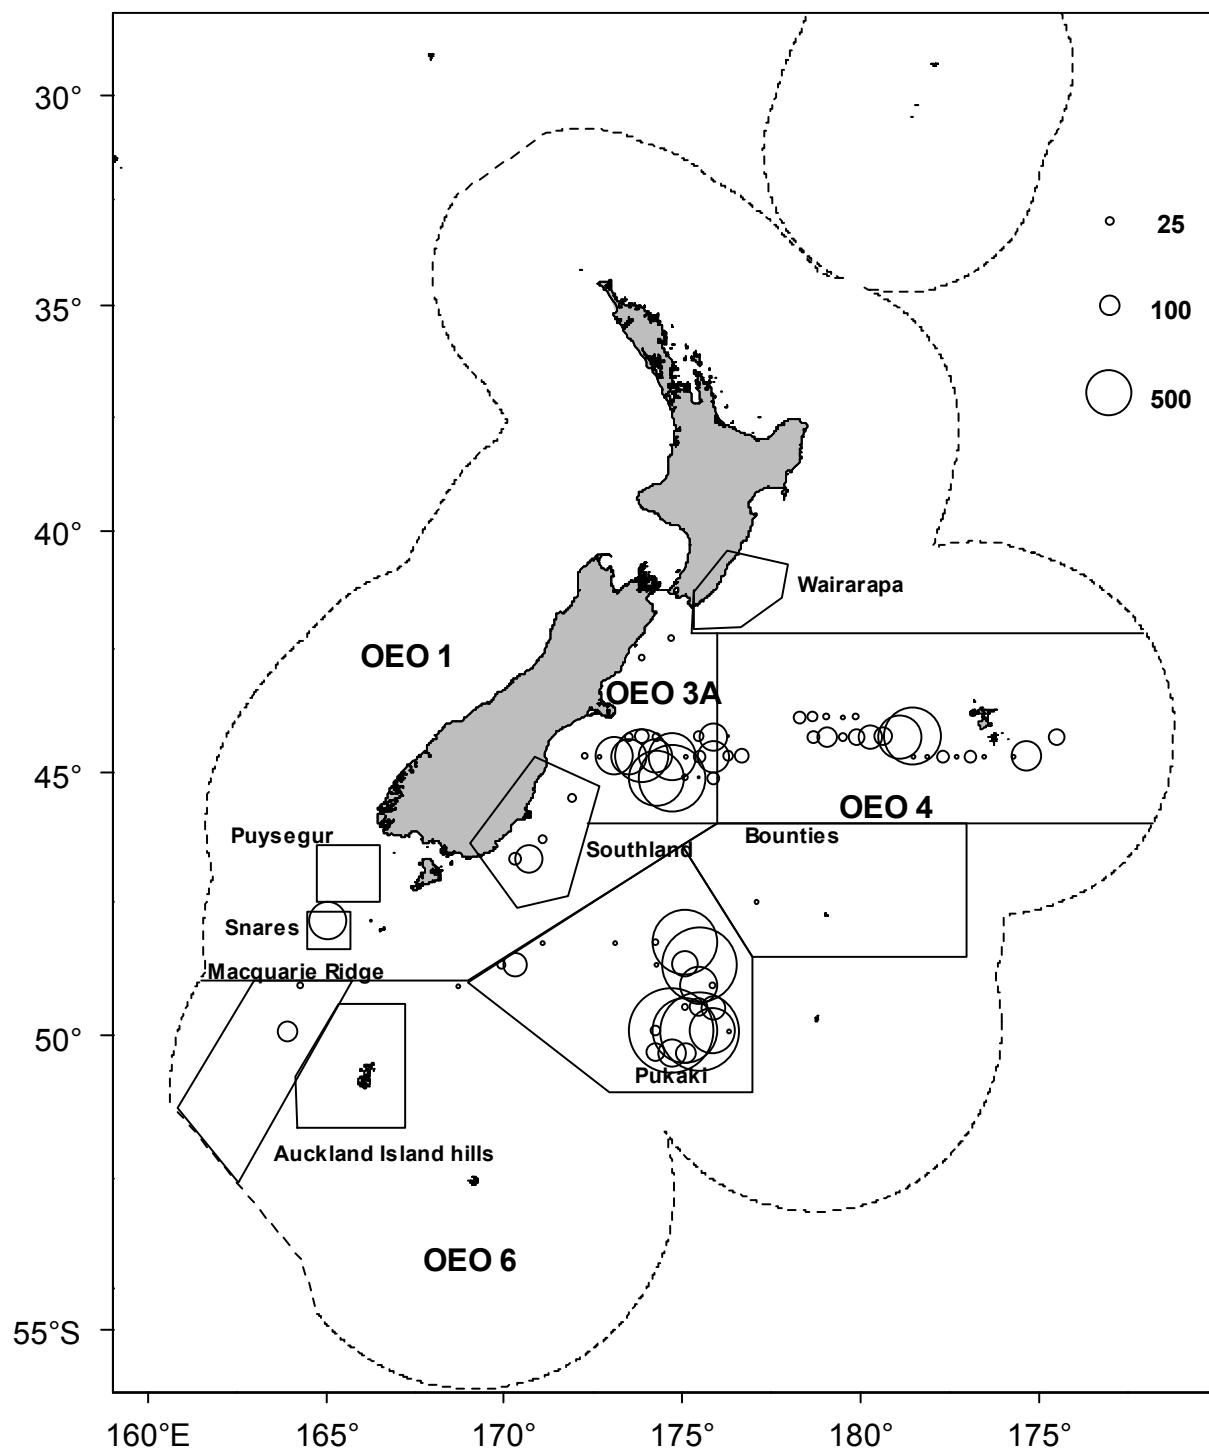 30°
25
35°
100
500
40°
Wairarapa
OEO 1
OEO 3A
45°
OEO 4
Puysegur
Southland
Bounties
Snares
Macquarie Ridge
50°
Pukaki
Auckland Island hills
OEO 6
55°S
160°E
165°
170°
175°
180°
175°